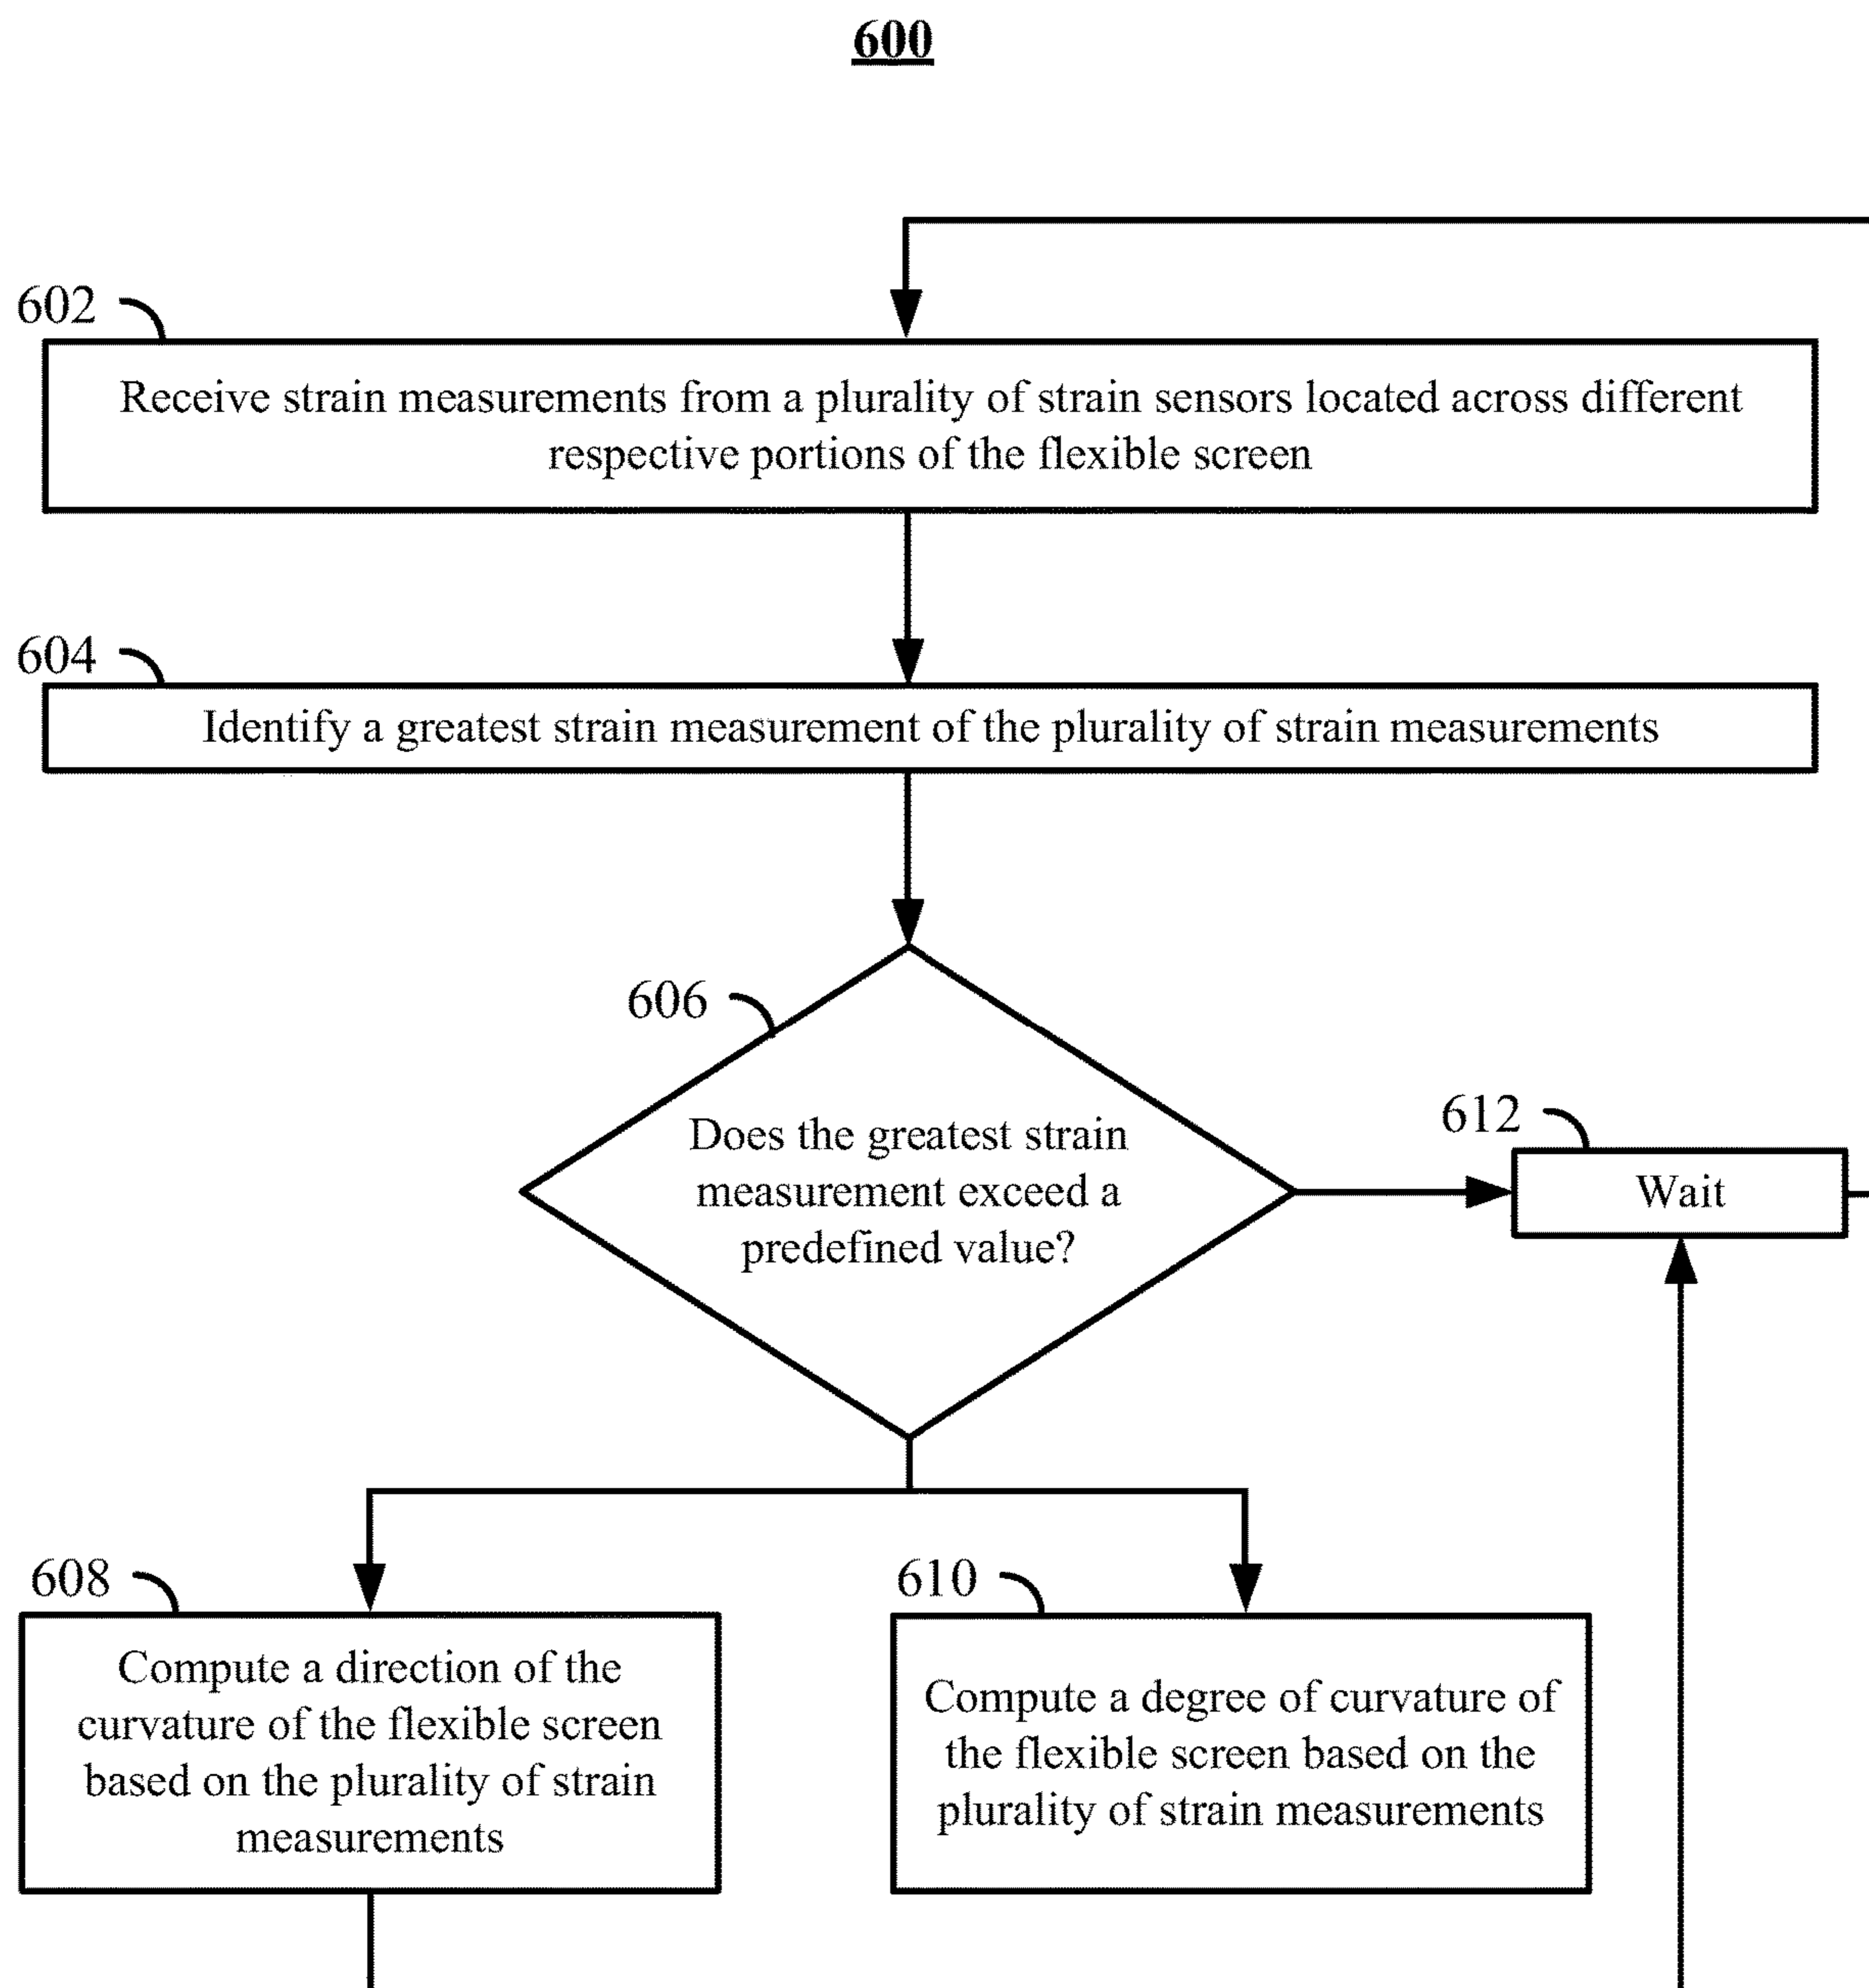 600
602
Receive strain measurements from a plurality of strain sensors located across different
respective portions of the flexible screen
604
Identify a greatest strain measurement of the plurality of strain measurements
606
Does the greatest strain
measurement exceed a
predefined value?
612
Wait
608
Compute a direction of the
curvature of the flexible screen
based on the plurality of strain
measurements
610
Compute a degree of curvature of
the flexible screen based on the
plurality of strain measurements